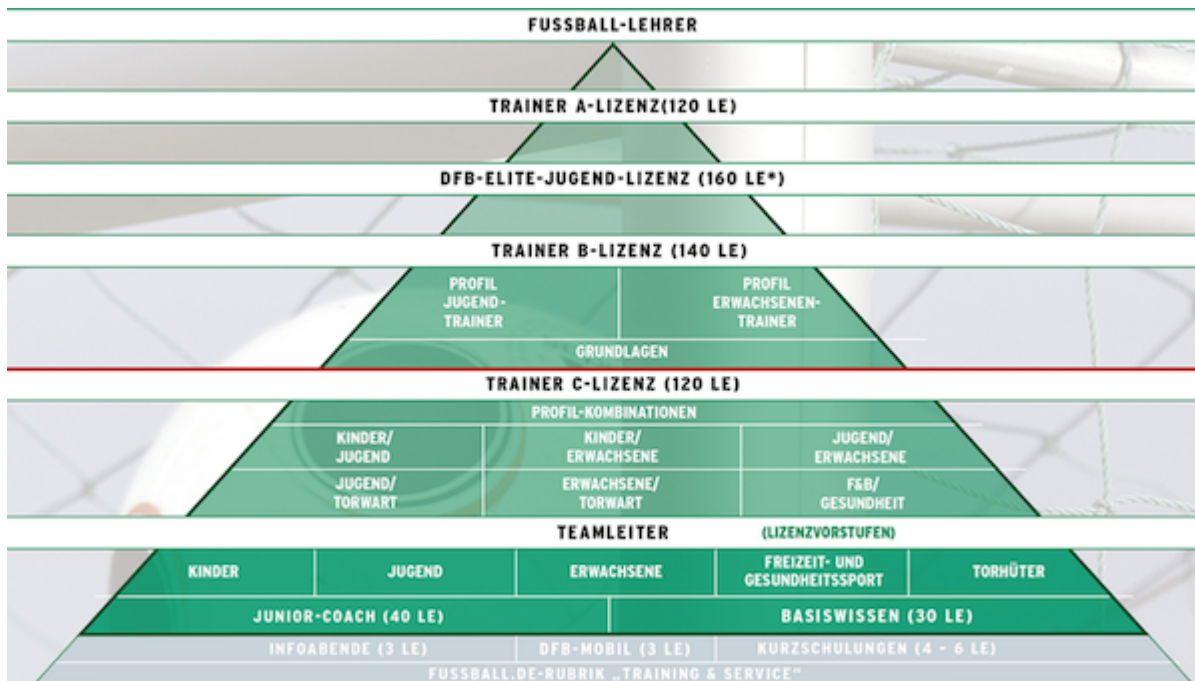 FUSSBALL-LEHRER
TRAINER A-LIZENZ(120 LE)
DFB-ELITE-JUGEND-LIZENZ (160 LE*)
TRAINER B-LIZENZ (140 LE)
PROFIL
JUGEND-
TRAINER
PROFIL
ERWACHSENEN-
TRAINER
GRUNDLAGEN
TRAINER C-LIZENZ (120 LE)
PROFIL-KOMBINATIONEN
KINDER/
JUGEND
KINDER/
ERWACHSENE
JUGEND/
ERWACHSENE
JUGEND/
TORWART
ERWACHSENE/
TORWART
F&B/
GESUNDHEIT
TEAMLEITER (LIZENZVORSTUFEN)
KINDER
JUGEND
ERWACHSENE
FREIZEIT- UND
GESUNDHEITSSPORT
TORHÜTER
JUNIOR-COACH (40 LE)
BASISWISSEN (30 LE)
INFOABENDE (3 LE)
DFB-MOBIL (3 LE)
KURZSCHULUNGEN (4 - 6 LE)
FUSSBALL.DE-RUBRIK „TRAINING & SERVICE“